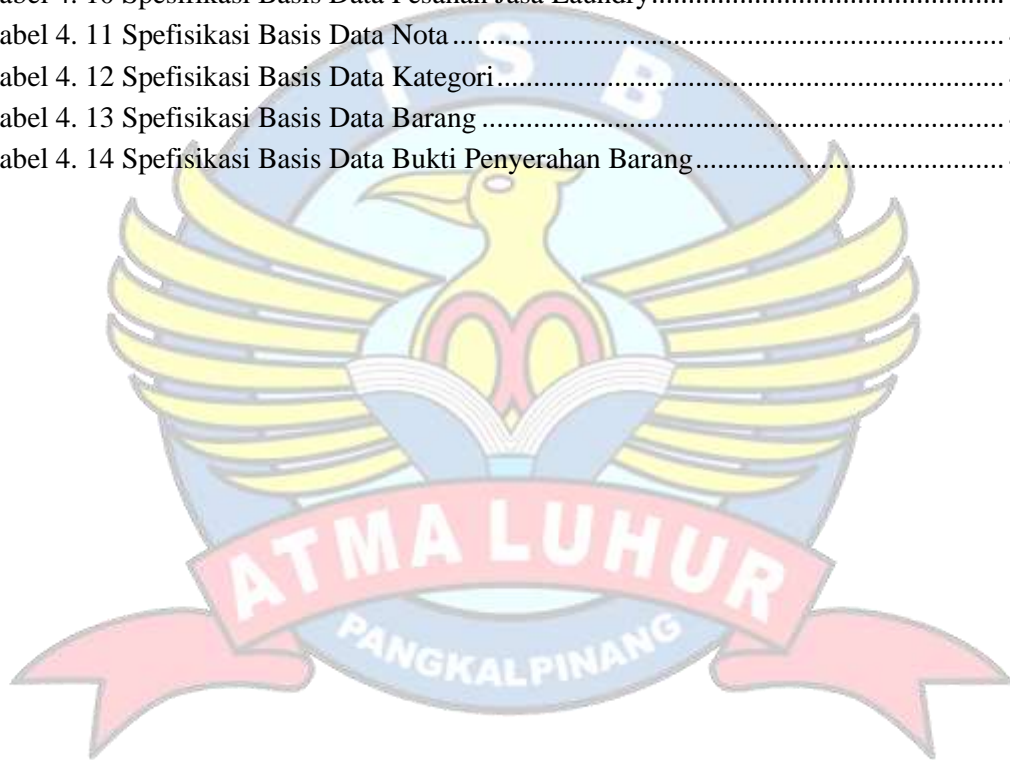 abel 4. 10 Spesifikasi Basis Data Pesanan Jasa Laundry
abel 4. 11 Spefisikasi Basis Data Nota
abel 4. 12 Spefisikasi Basis Data Kategori
abel 4. 13 Spefisikasi Basis Data Barang
abel 4. 14 Spefisikasi Basis Data Bukti Penyerahan Barang
I S B
ATMA LUHUR
PANGKALPINANG